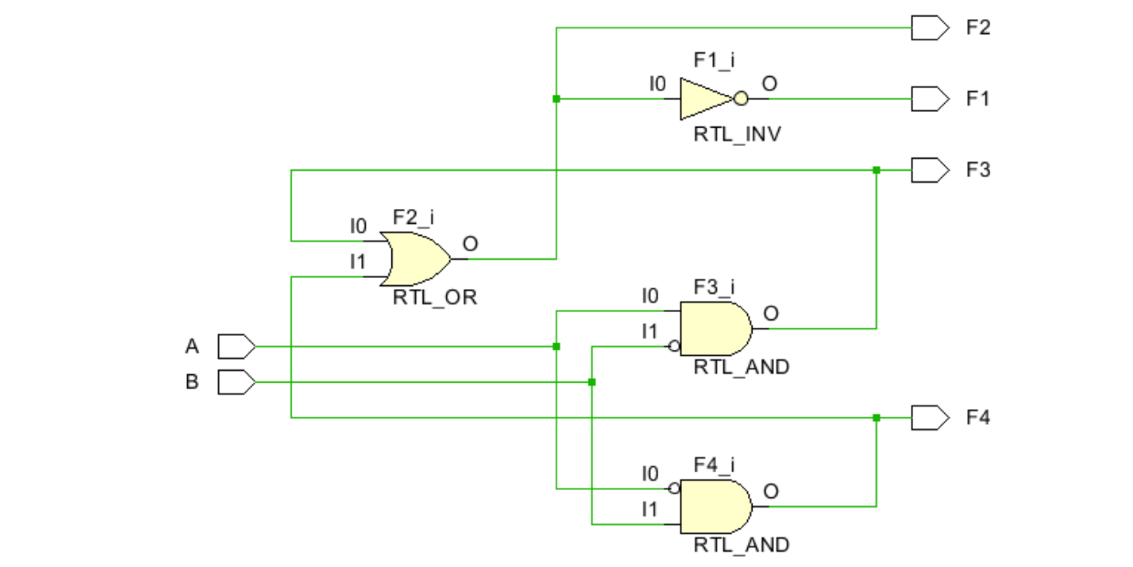 F2
F1_i
I0
O
F1
RTL_INV
F3
F2_i
I0
O
I1
RTL_OR
F3_i
I0
O
I1
A
RTL_AND
B
F4
F4_i
I0
O
I1
RTL_AND